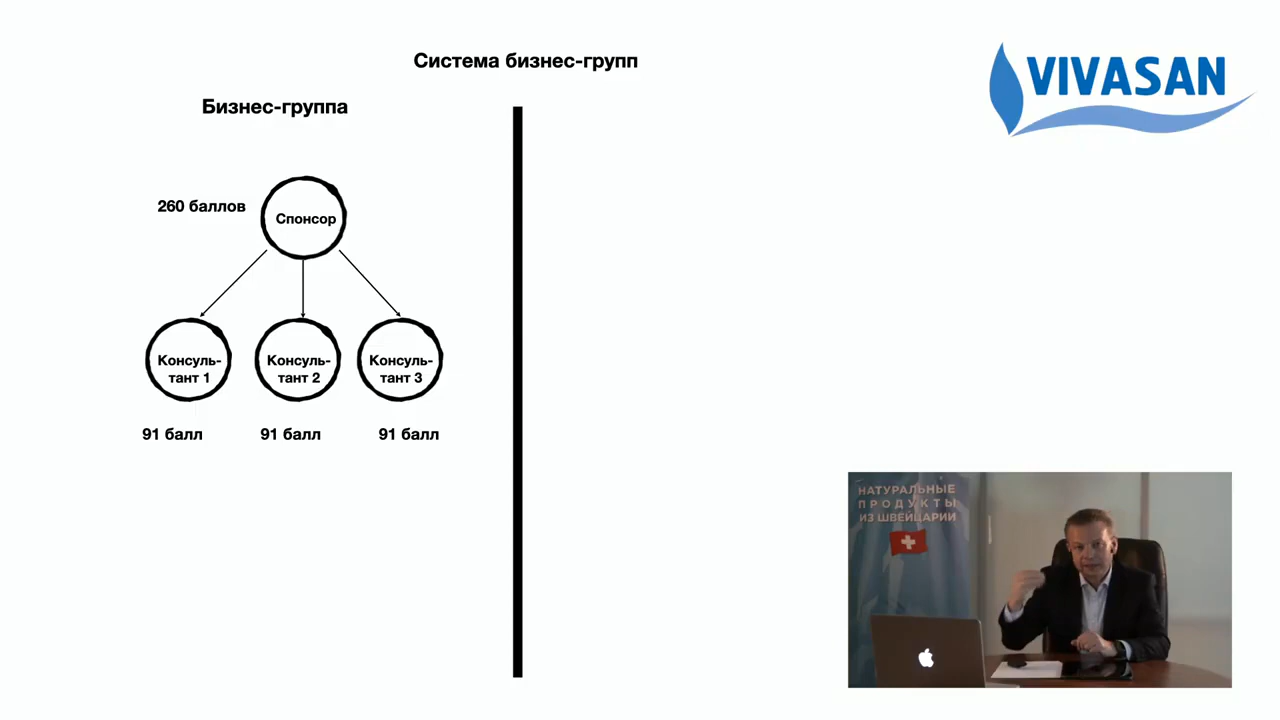 Система бизнес-групп
VIVASAN
Бизнес-группа
260 баллов
Спонсор
Консуль-
тант 1
Консуль-
тант 2
Консуль-
тант 3
91 балл
91 балл
91 балл
НАТУРАЛЬНЫЕ
ПРОДУКТЫ
ИЗ ШВЕЙЦАРИИ